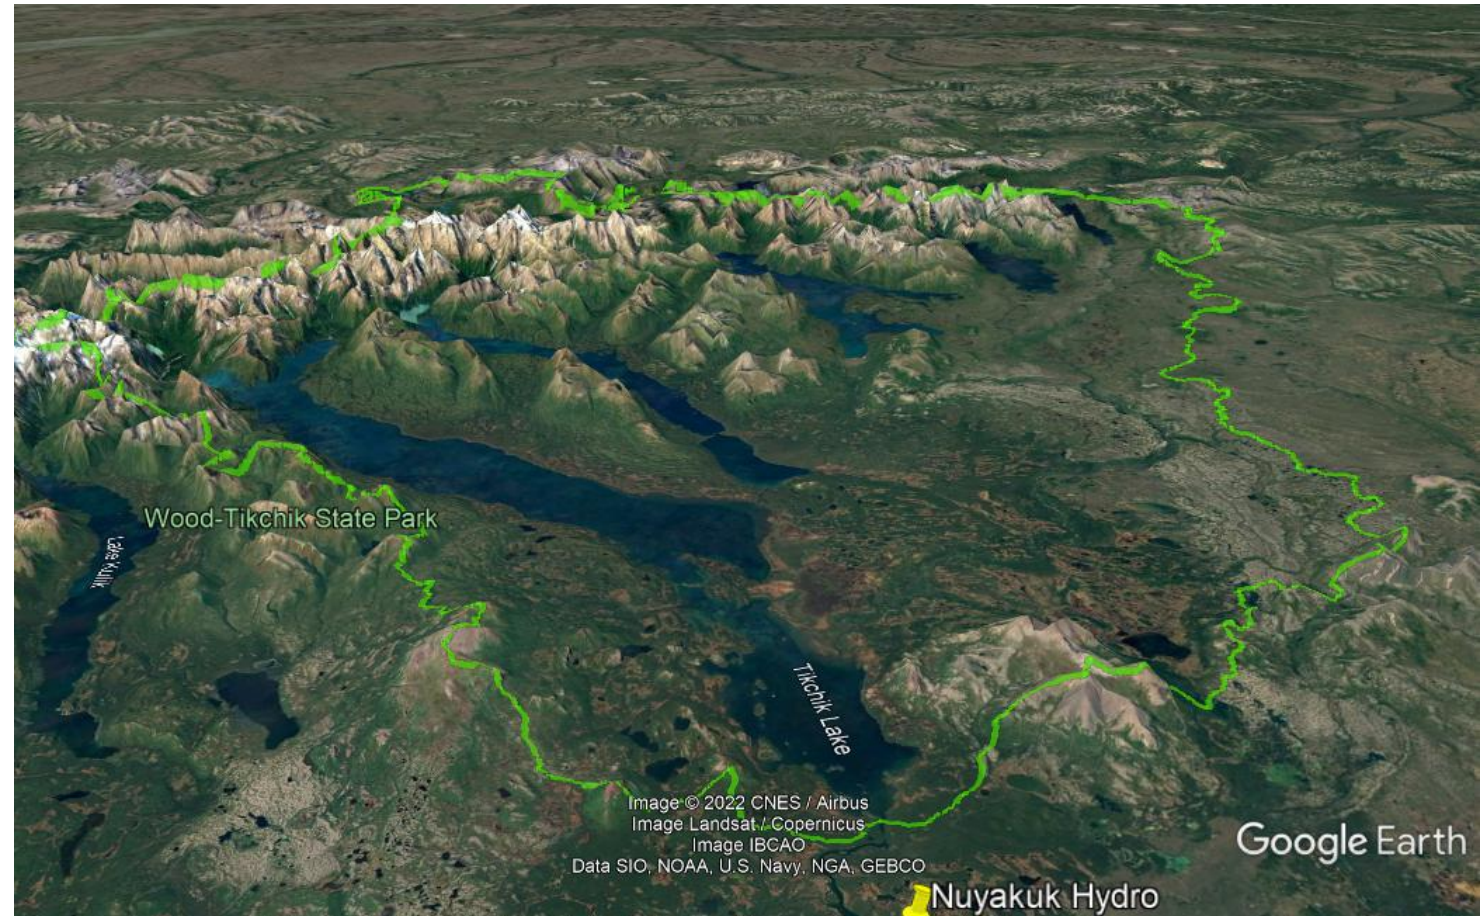 Wood-Tikchik State Park
Lake Kulik
Tikchik Lake
Image © 2022 CNES / Airbus
Image Landsat / Copernicus
Image IBCAO
Data SIO, NOAA, U.S. Navy, NGA, GEBCO
Google Earth
Nuyakuk Hydro